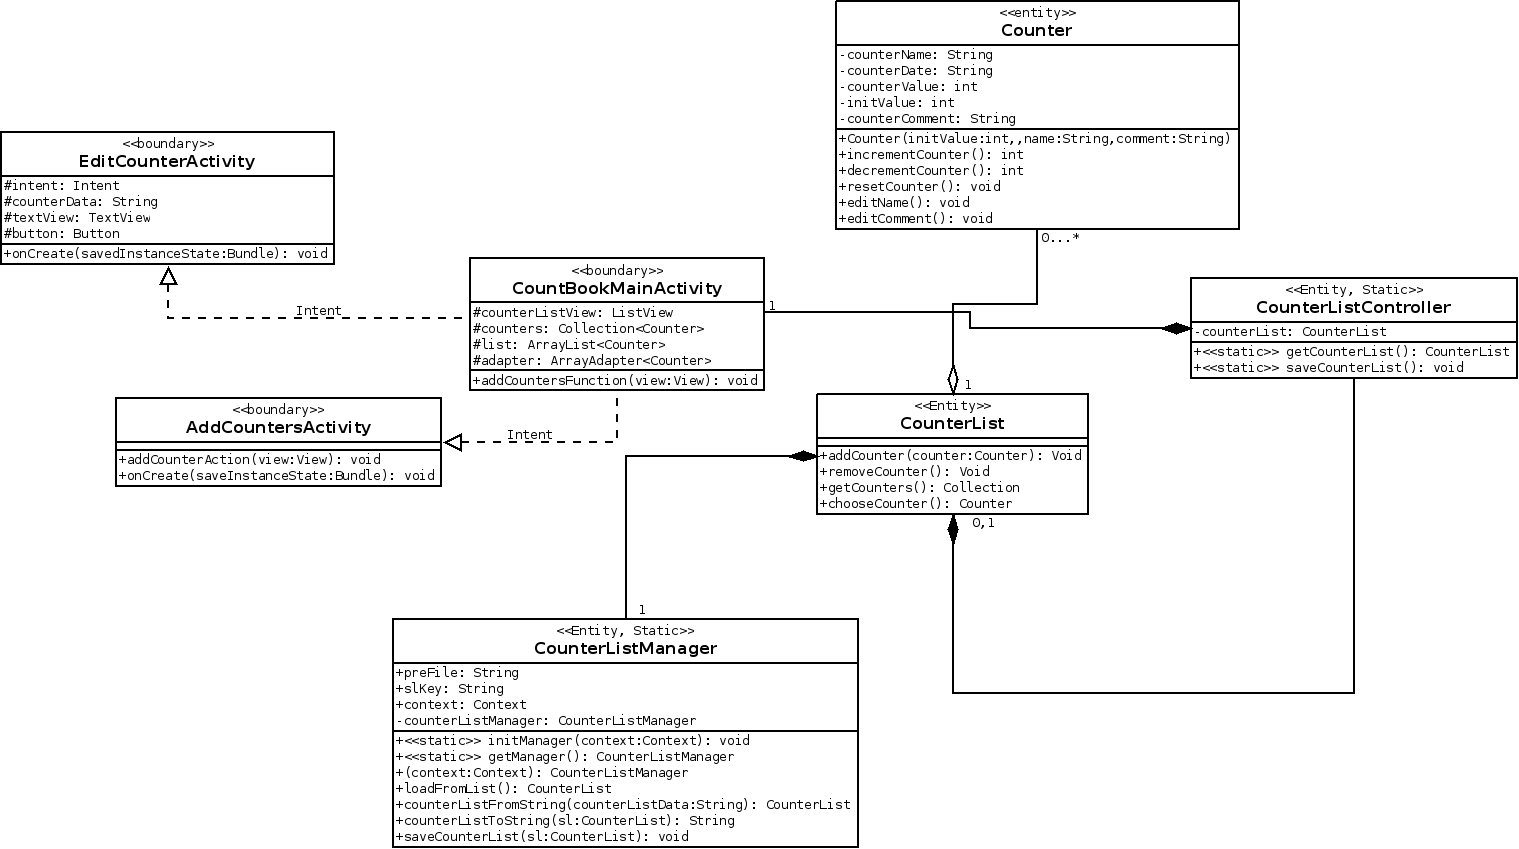 <<entity>>
Counter
-counterName: String
-counterDate: String
-counterValue: int
-initValue: int
-counterComment: String
+Counter(initValue:int,,name:String,comment:String)
+incrementCounter(): int
+decrementCounter(): int
+resetCounter(): void
+editName(): void
+editComment(): void
0...*
<<boundary>>
EditCounterActivity
#intent: Intent
#counterData: String
#textView: TextView
#button: Button
+onCreate(savedInstanceState:Bundle): void
Intent
<<boundary>>
CountBookMainActivity
#counterListView: ListView
#counters: Collection<Counter>
#list: ArrayList<Counter>
#adapter: ArrayAdapter<Counter>
+addCountersFunction(view:View): void
1
<<Entity, Static>>
CounterListController
-counterList: CounterList
+<<static>> getCounterList(): CounterList
+<<static>> saveCounterList(): void
<<boundary>>
AddCountersActivity
+addCounterAction(view:View): void
+onCreate(saveInstanceState:Bundle): void
Intent
1
<<Entity>>
CounterList
+addCounter(counter:Counter): Void
+removeCounter(): Void
+getCounters(): Collection
+chooseCounter(): Counter
0,1
1
<<Entity, Static>>
CounterListManager
+preFile: String
+slKey: String
+context: Context
-counterListManager: CounterListManager
+<<static>> initManager(context:Context): void
+<<static>> getManager(): CounterListManager
+(context:Context): CounterListManager
+loadFromList(): CounterList
+counterListFromString(counterListData:String): CounterList
+counterListToString(sl:CounterList): String
+saveCounterList(sl:CounterList): void